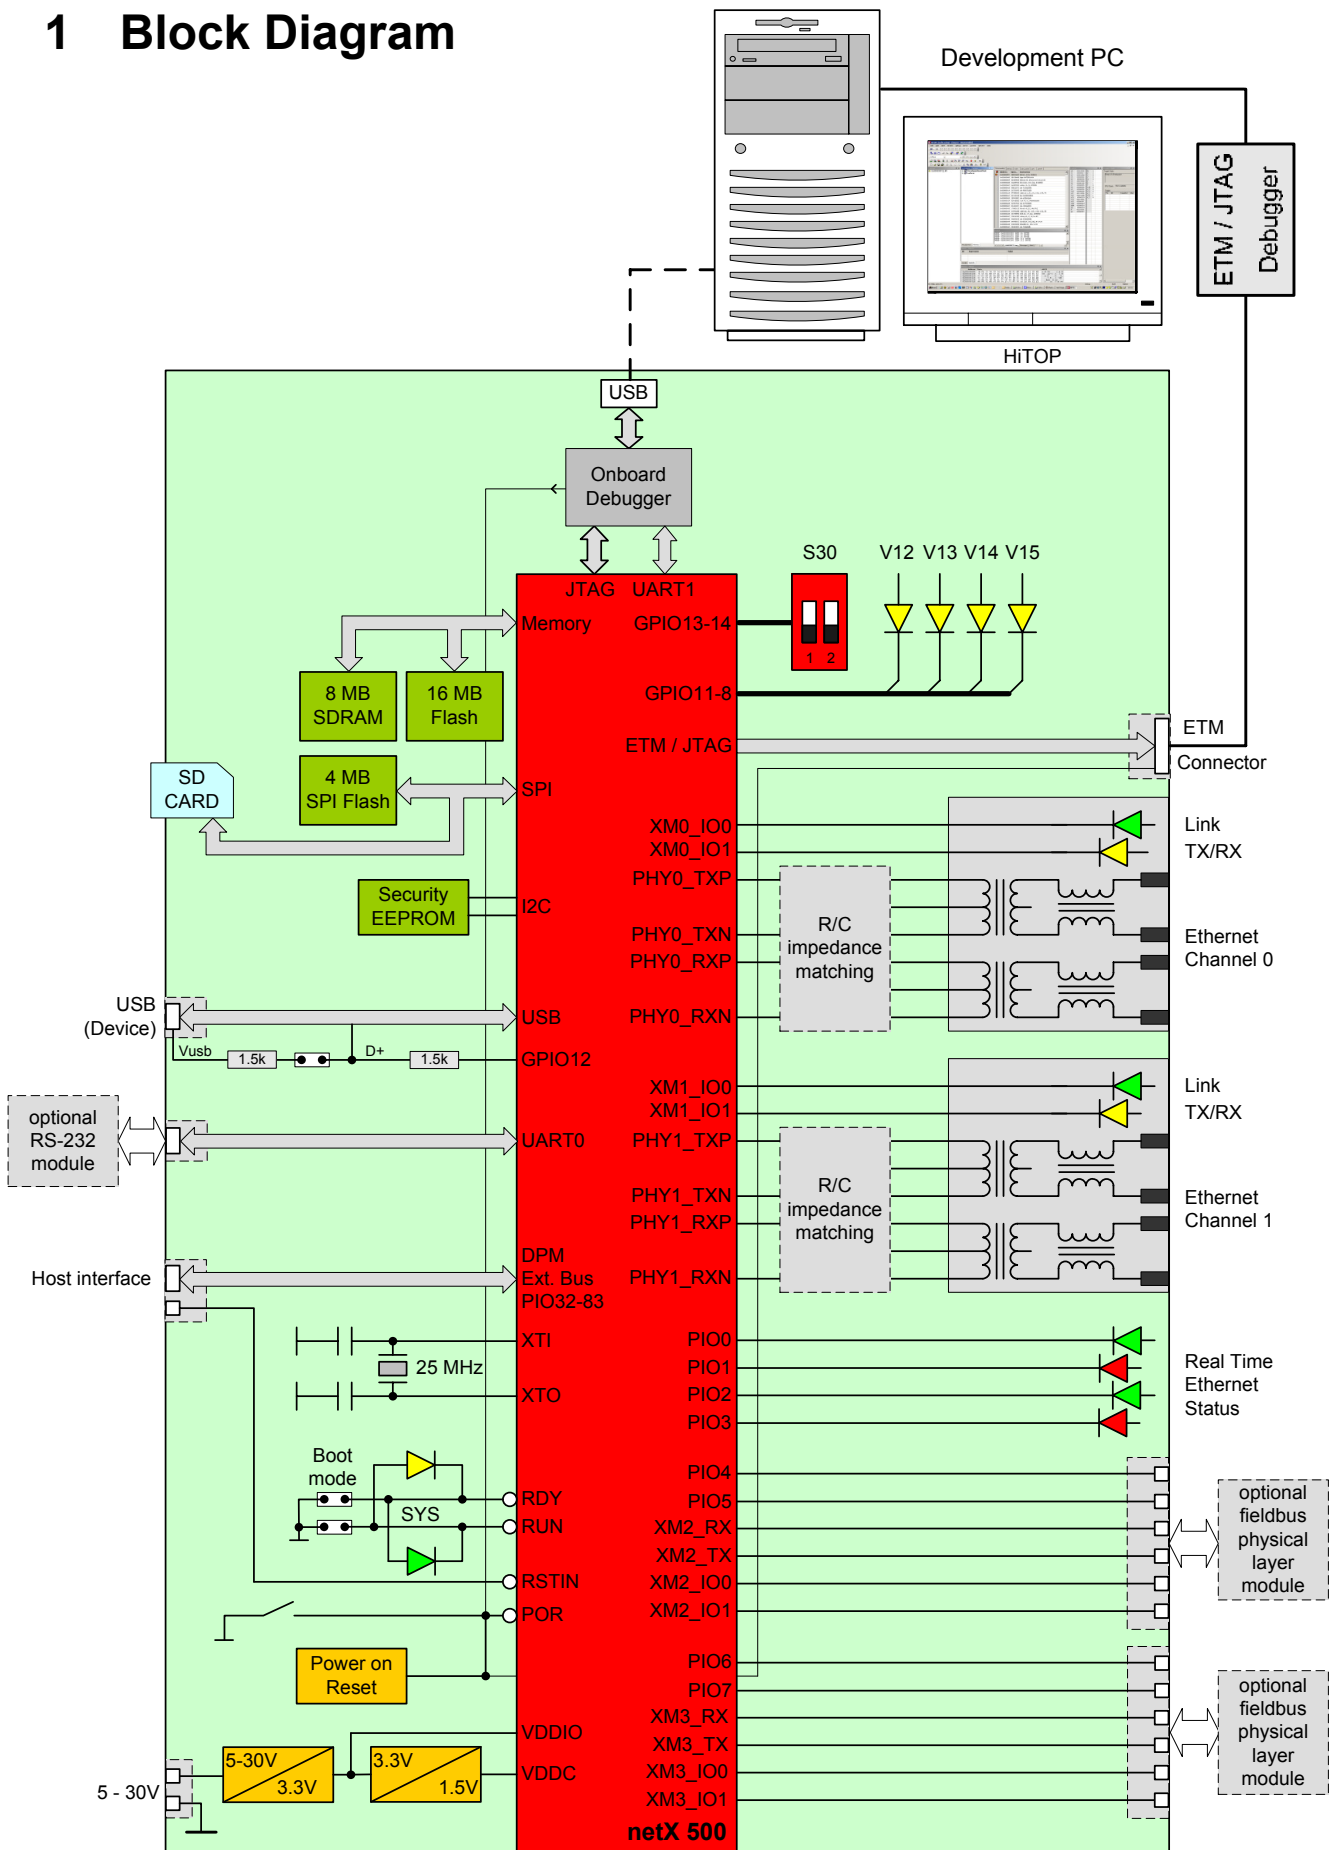 1 Block Diagram
Development PC
ETM / JTAG
Debugger
HiTOP
USB
Onboard
Debugger
S30
V12 V13 V14 V15
1 2
JTAG UART1
Memory
GPIO13-14
8 MB
SDRAM
16 MB
Flash
GPIO11-8
ETM / JTAG
ETM
Connector
SD
CARD
4 MB
SPI Flash
SPI
XM0_IO0
Link
XM0_IO1
TX/RX
PHY0_TXP
Security
EEPROM
I2C
PHY0_TXN
PHY0_RXP
PHY0_RXN
R/C
impedance
matching
Ethernet
Channel 0
USB
(Device)
USB
Vusb
1.5k
D+
1.5k
GPIO12
XM1_IO0
Link
XM1_IO1
TX/RX
optional
RS-232
module
UART0
PHY1_TXP
PHY1_TXN
PHY1_RXP
PHY1_RXN
R/C
impedance
matching
Ethernet
Channel 1
Host interface
DPM
Ext. Bus
PIO32-83
XTI
25 MHz
XTO
PIO0
PIO1
PIO2
PIO3
Real Time
Ethernet
Status
Boot
mode
SYS
RDY
RUN
RSTIN
POR
PIO4
PIO5
XM2_RX
XM2_TX
XM2_IO0
XM2_IO1
optional
fieldbus
physical
layer
module
Power on
Reset
PIO6
PIO7
XM3_RX
XM3_TX
XM3_IO0
XM3_IO1
optional
fieldbus
physical
layer
module
VDDIO
VDDC
5 - 30V
5-30V
3.3V
3.3V
1.5V
netX 500